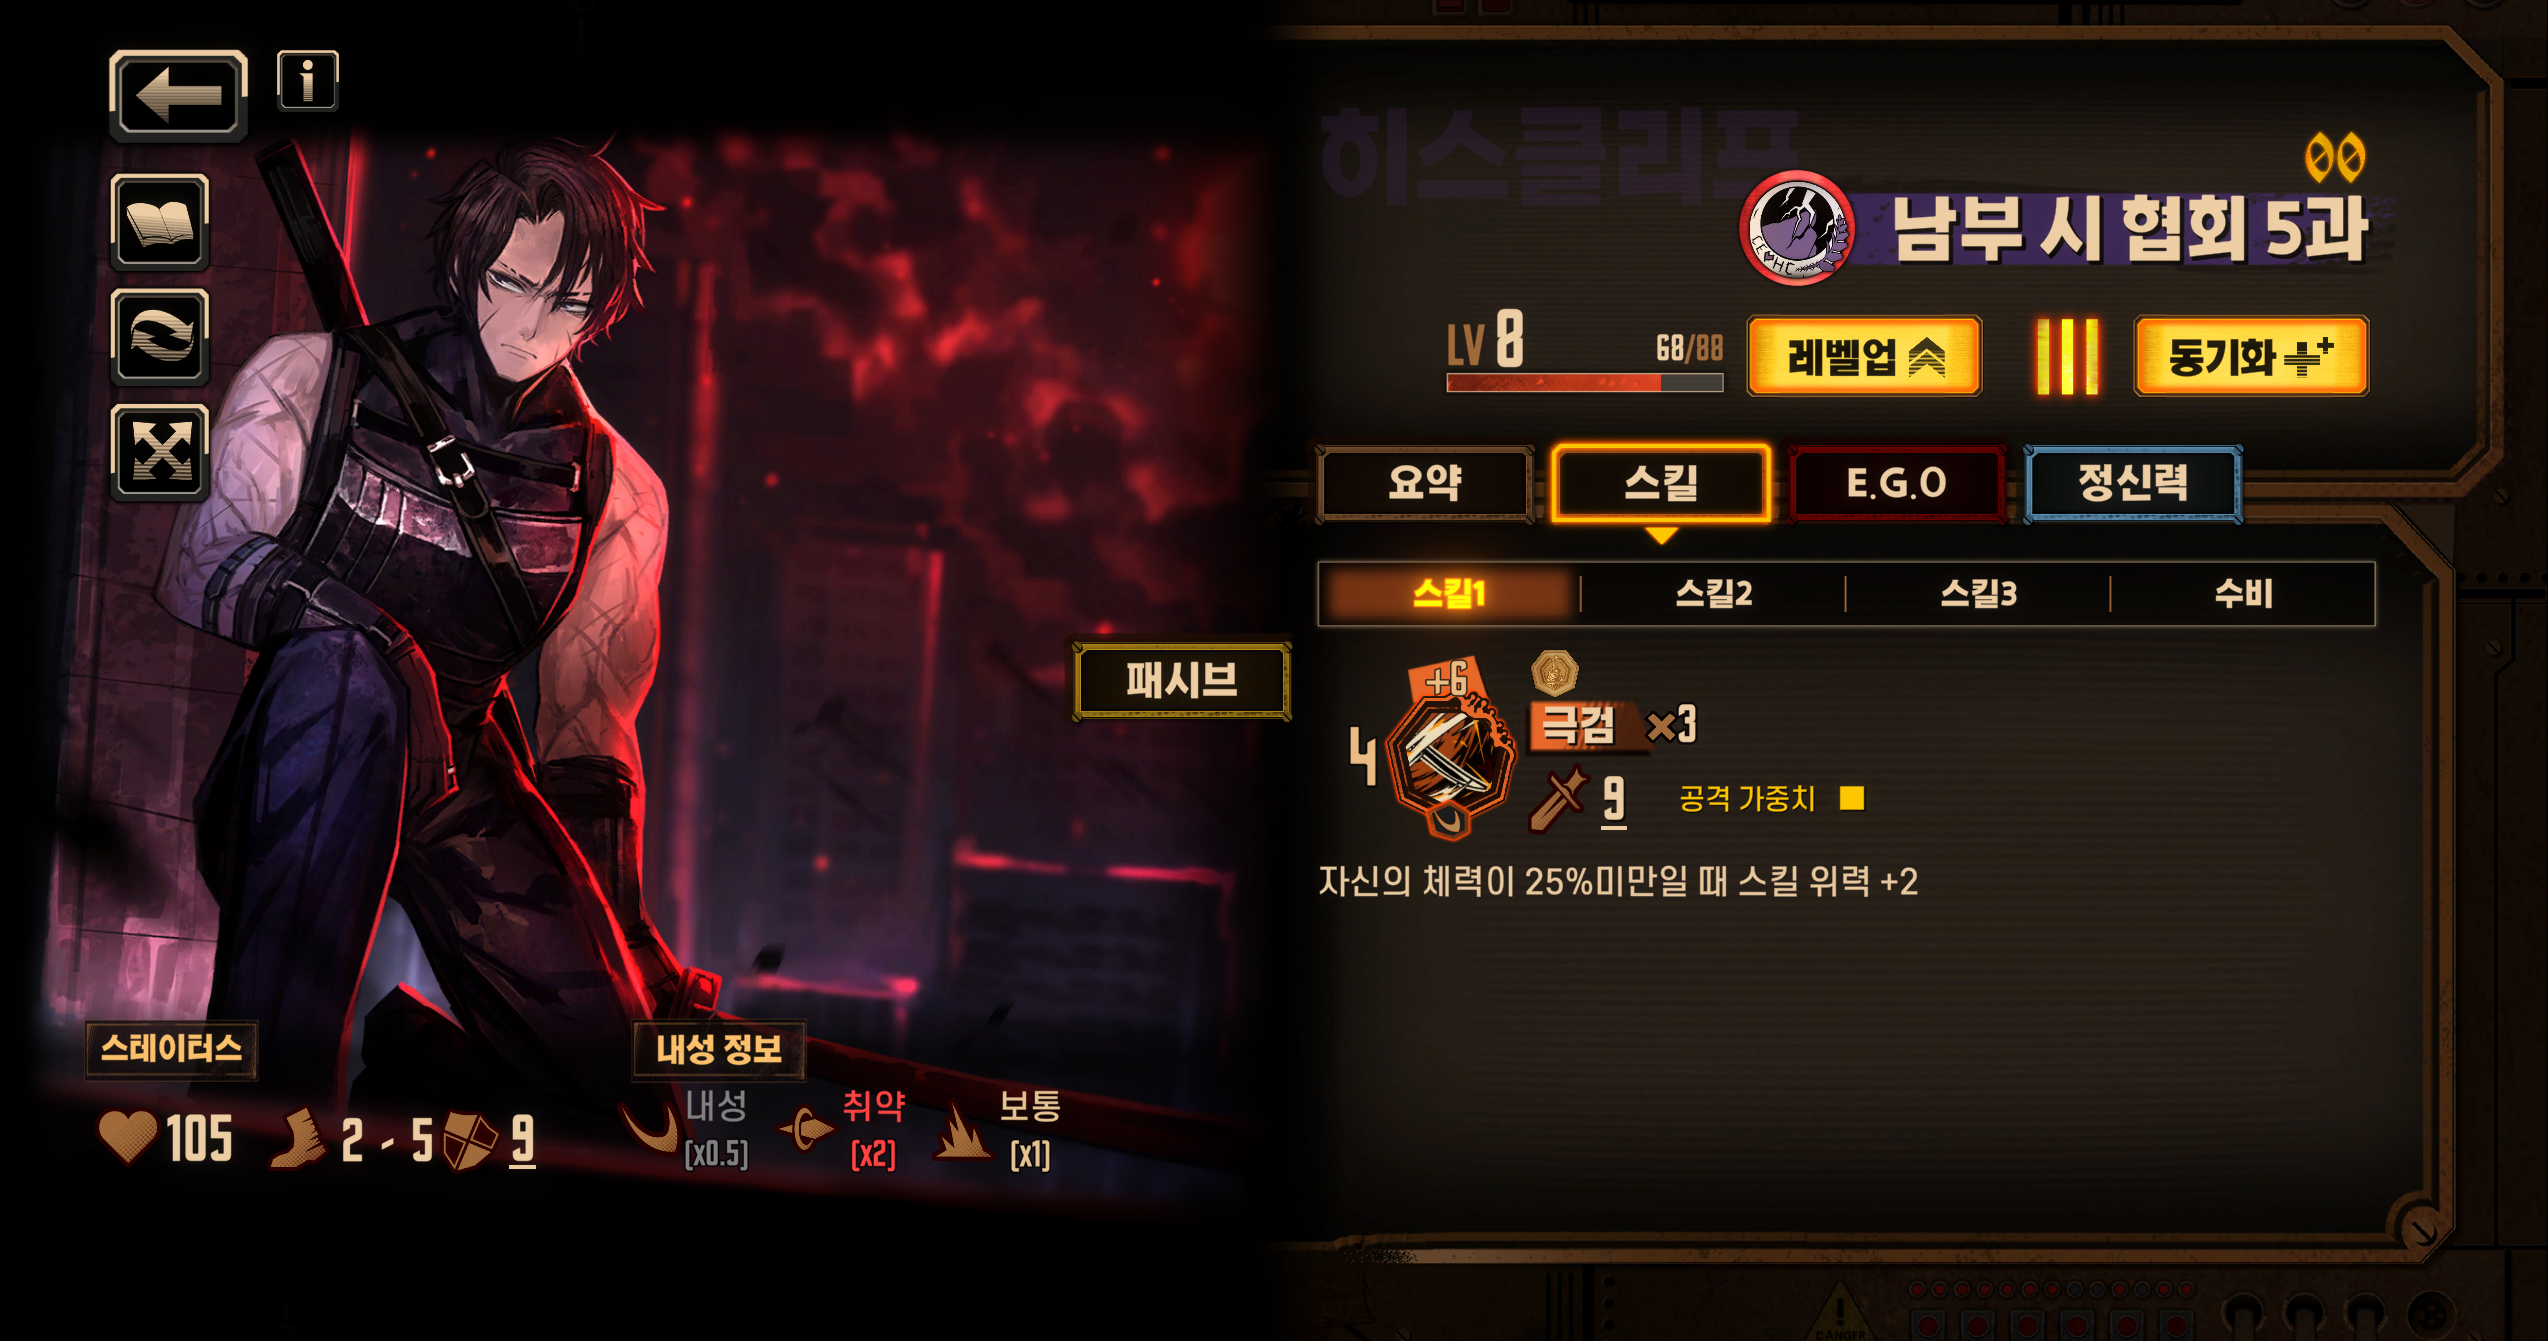 i
히스클리프
남부 시 협회 5과
LV 8
68/88
레벨업
동기화
요약
스킬
E.G.O
정신력
스킬1
스킬2
스킬3
수비
패시브
+6
4
극검 ×3
9
공격 가중치
자신의 체력이 25%미만일 때 스킬 위력 +2
스테이터스
105
2 - 5
9
내성 정보
내성
[x0.5]
취약
[x2]
보통
[x1]
DANGER